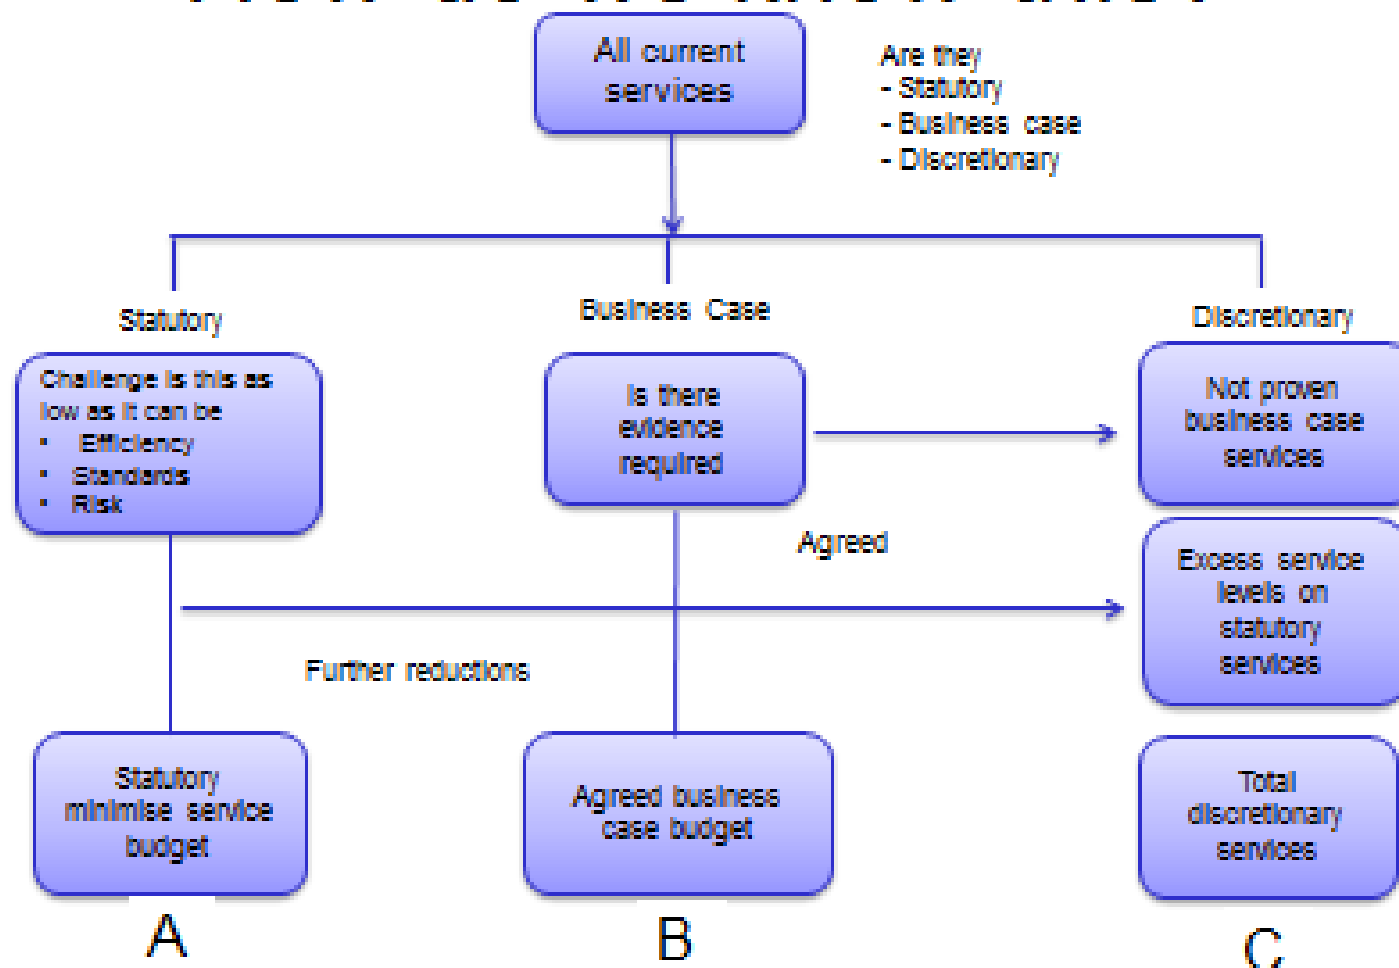 All current
services
Are they
- Statutory
- Business case
- Discretionary
Statutory
Business Case
Discretionary
Challenge is this as
low as it can be
• Efficiency
• Standards
• Risk
Is there
evidence
required
Not proven
business case
services
Agreed
Excess service
levels on
statutory
services
Further reductions
Statutory
minimise service
budget
Agreed business
case budget
Total
discretionary
services
A
B
C